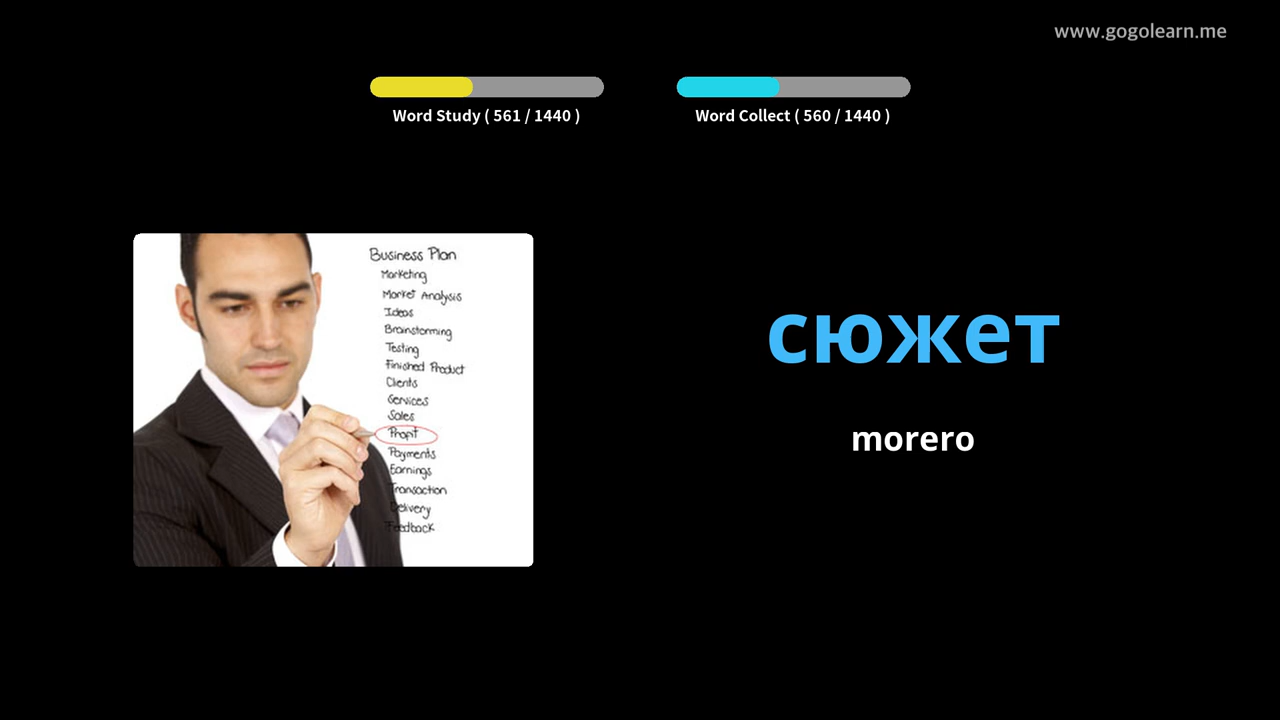 www.gogolearn.me
Word Study ( 561 / 1440 )
Word Collect ( 560 / 1440 )
Business Plan
Marketing
Market Analysis
Ideas
Brainstorming
Testing
Finished Product
Clients
Services
Sales
Profit
Payments
Earnings
Transaction
Delivery
Feedback
сюжет
morero